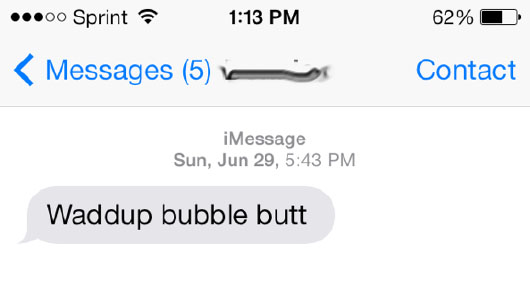 Sprint 1:13 PM 62%
Messages (5) Contact
iMessage
Sun, Jun 29, 5:43 PM
Waddup bubble butt